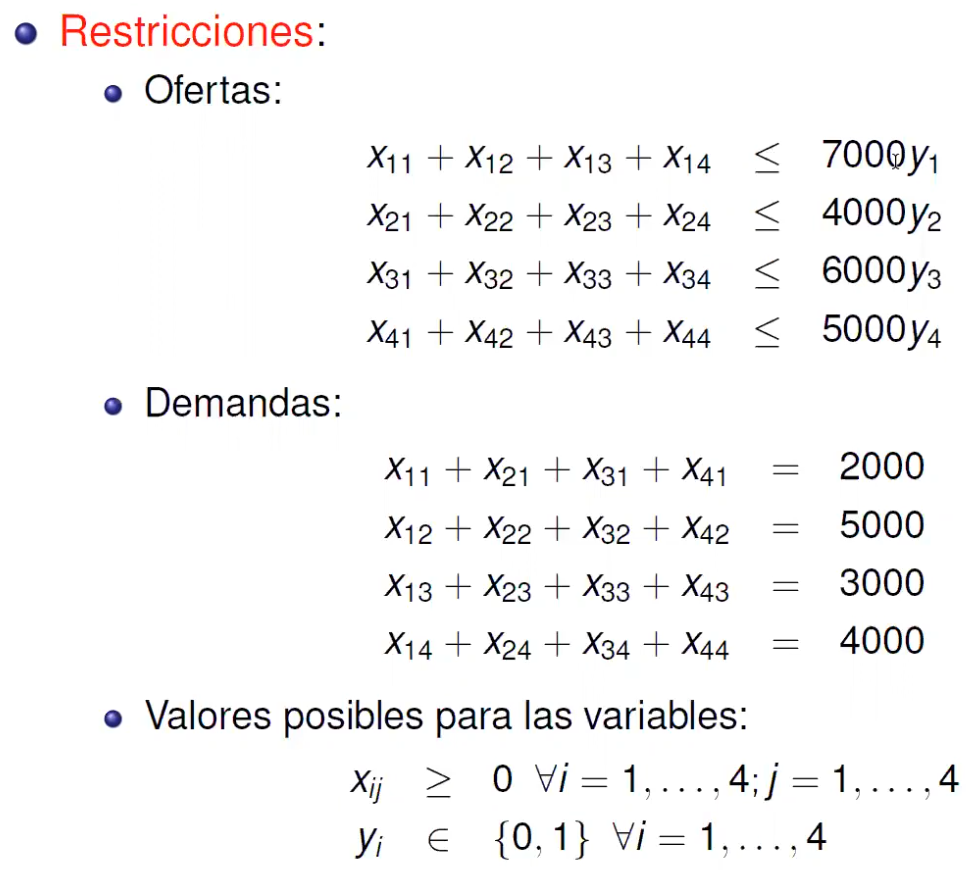 Restricciones:
Ofertas:
x₁₁ + x₁₂ + x₁₃ + x₁₄ ≤ 7000y₁
x₂₁ + x₂₂ + x₂₃ + x₂₄ ≤ 4000y₂
x₃₁ + x₃₂ + x₃₃ + x₃₄ ≤ 6000y₃
x₄₁ + x₄₂ + x₄₃ + x₄₄ ≤ 5000y₄
Demandas:
x₁₁ + x₂₁ + x₃₁ + x₄₁ = 2000
x₁₂ + x₂₂ + x₃₂ + x₄₂ = 5000
x₁₃ + x₂₃ + x₃₃ + x₄₃ = 3000
x₁₄ + x₂₄ + x₃₄ + x₄₄ = 4000
Valores posibles para las variables:
xᵢⱼ ≥ 0 ∀i = 1, . . . , 4; j = 1, . . . , 4
yᵢ ∈ {0, 1} ∀i = 1, . . . , 4